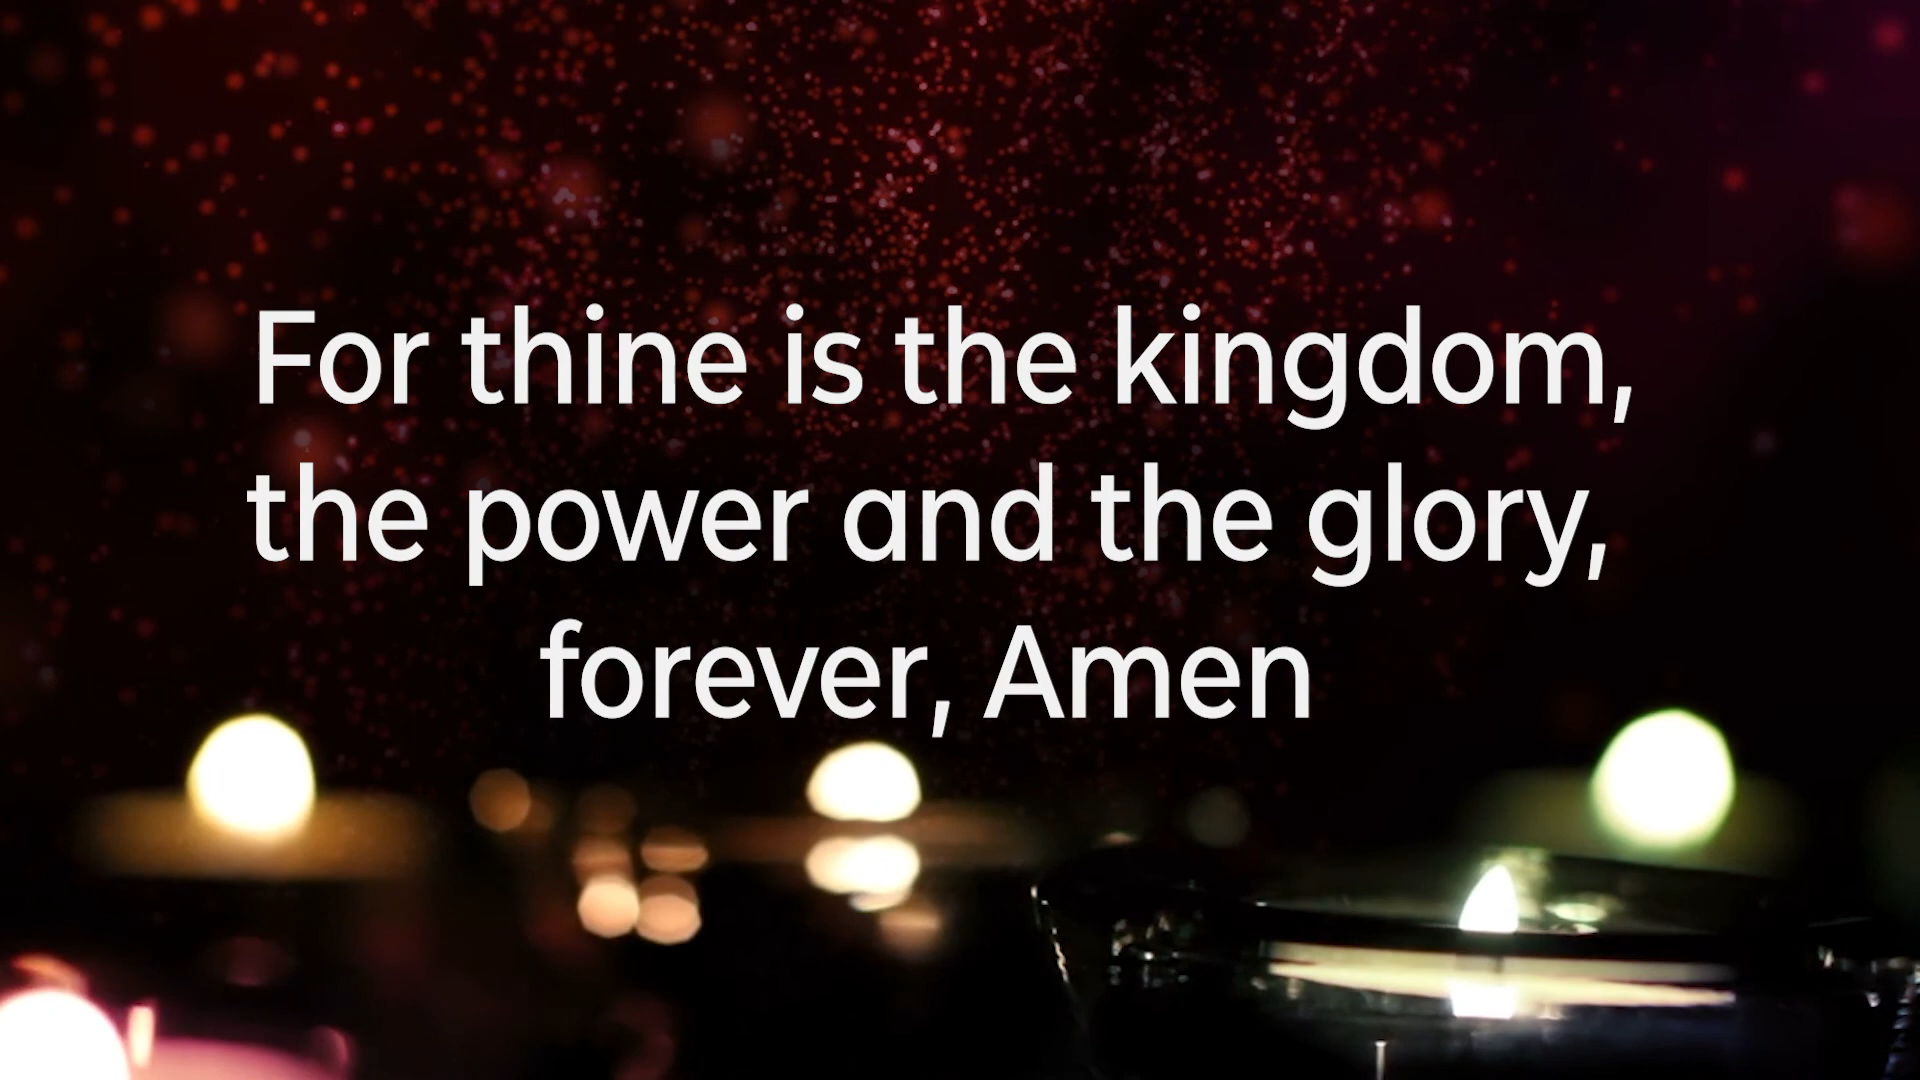 For thine is the kingdom,
the power and the glory,
forever, Amen